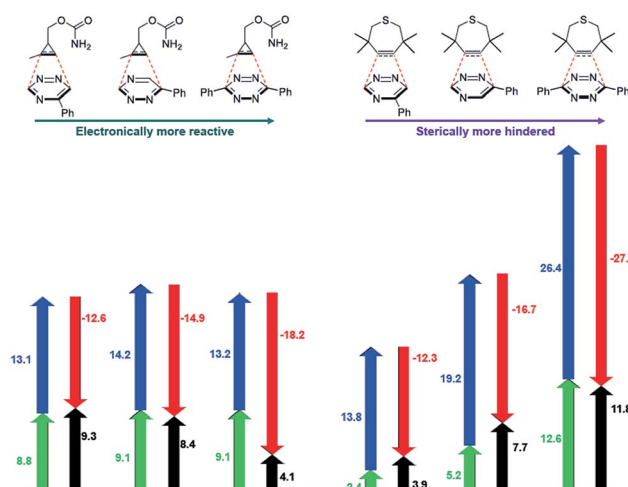 O O
NH₂
O O
NH₂
O O
NH₂
S
S
S
N=N
N
Ph
N
N=N
Ph
N=N
Ph
N=N
Ph
N=N
N
Ph
N
N=N
Ph
N=N
Ph
N=N
Ph
Electronically more reactive
Sterically more hindered
26.4
-27.
-12.6
-14.9
-18.2
-16.7
13.1
14.2
13.2
19.2
-12.3
13.8
9.3
8.4
11.8
8.8
9.1
9.1
12.6
7.7
4.1
5.2
3.9